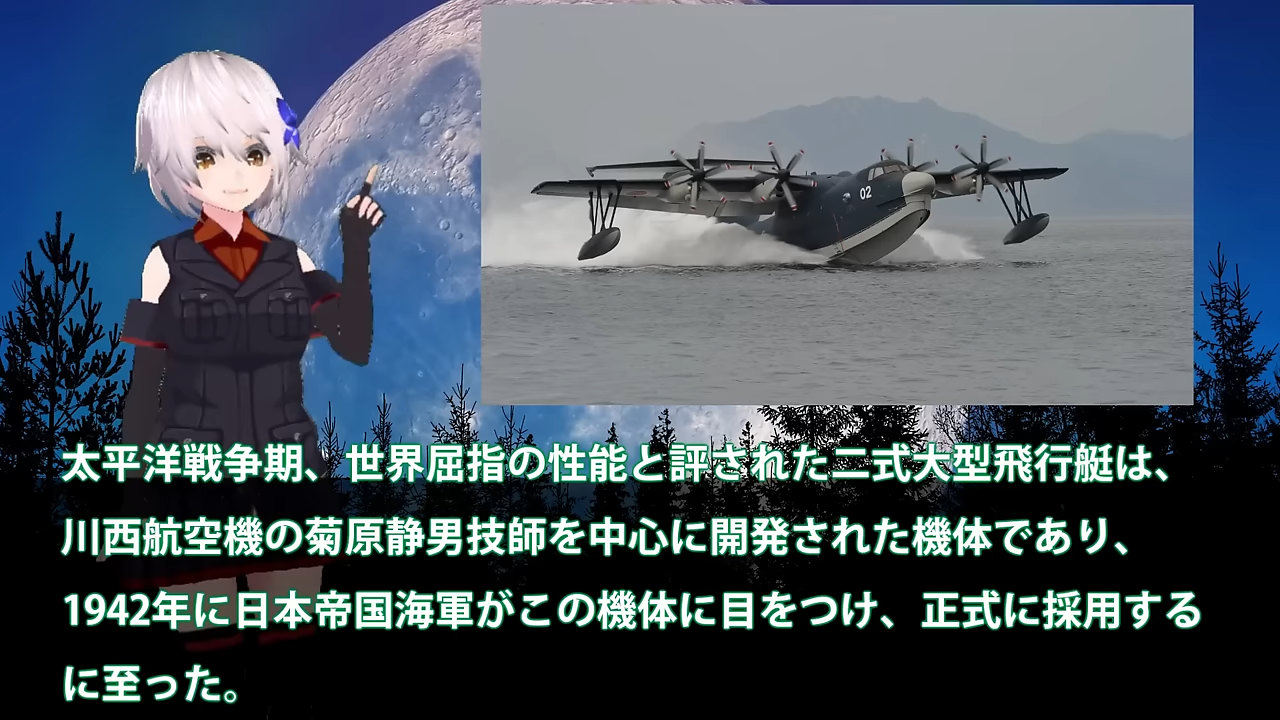 02
太平洋戦争期、世界屈指の性能と評された二式大型飛行艇は、
川西航空機の菊原静男技師を中心に開発された機体であり、
1942年に日本帝国海軍がこの機体に目をつけ、正式に採用する
に至った。